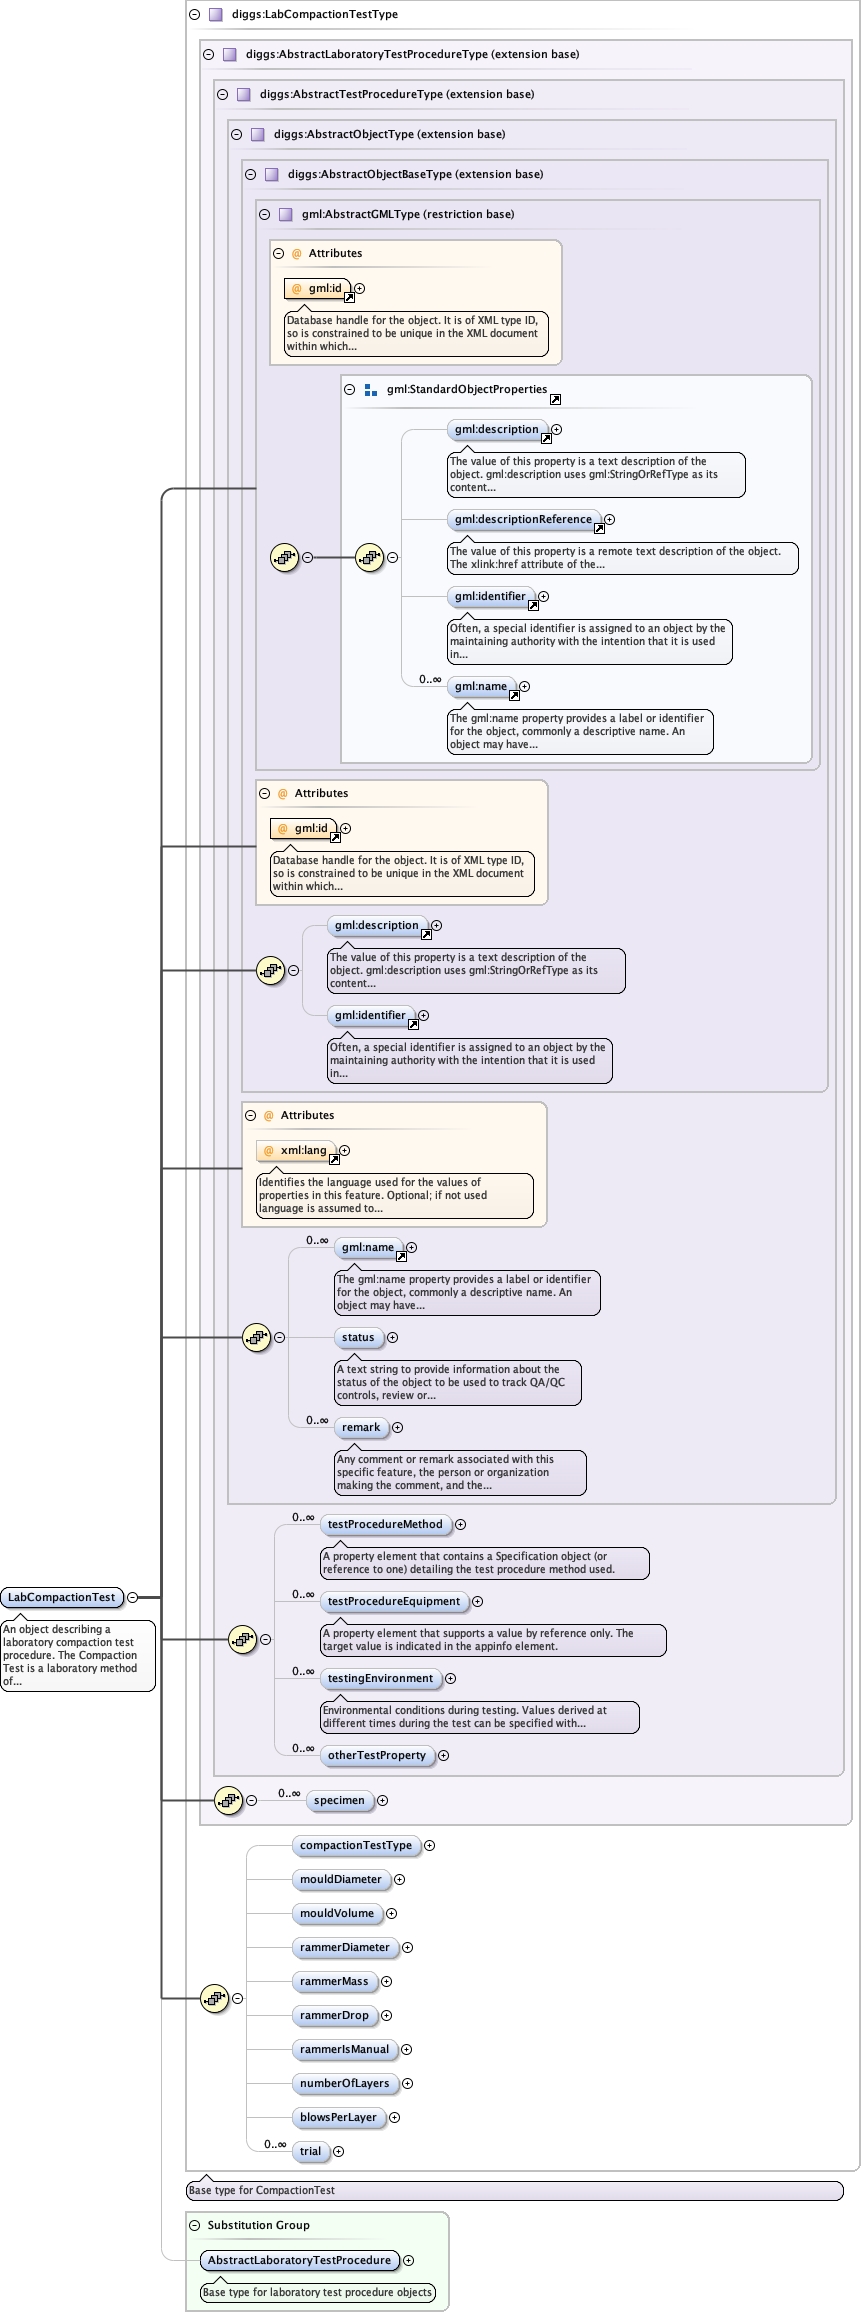 diggs:LabCompactionTestType
diggs:AbstractLaboratoryTestProcedureType (extension base)
diggs:AbstractTestProcedureType (extension base)
diggs:AbstractObjectType (extension base)
diggs:AbstractObjectBaseType (extension base)
gml:AbstractGMLType (restriction base)
@ Attributes
@ gml:id
Database handle for the object. It is of XML type ID,
so is constrained to be unique in the XML document
within which...
gml:StandardObjectProperties
gml:description
The value of this property is a text description of the
object. gml:description uses gml:StringOrRefType as its
content...
gml:descriptionReference
The value of this property is a remote text description of the object.
The xlink:href attribute of the...
gml:identifier
Often, a special identifier is assigned to an object by the
maintaining authority with the intention that it is used
in...
0..∞ gml:name
The gml:name property provides a label or identifier
for the object, commonly a descriptive name. An
object may have...
@ Attributes
@ gml:id
Database handle for the object. It is of XML type ID,
so is constrained to be unique in the XML document
within which...
gml:description
The value of this property is a text description of the
object. gml:description uses gml:StringOrRefType as its
content...
gml:identifier
Often, a special identifier is assigned to an object by the
maintaining authority with the intention that it is used
in...
@ Attributes
@ xml:lang
Identifies the language used for the values of
properties in this feature. Optional; if not used
language is assumed to...
0..∞ gml:name
The gml:name property provides a label or identifier
for the object, commonly a descriptive name. An
object may have...
status
A text string to provide information about the
status of the object to be used to track QA/QC
controls, review or...
0..∞ remark
Any comment or remark associated with this
specific feature, the person or organization
making the comment, and the...
0..∞ testProcedureMethod
A property element that contains a Specification object (or
reference to one) detailing the test procedure method used.
0..∞ testProcedureEquipment
A property element that supports a value by reference only. The
target value is indicated in the appinfo element.
0..∞ testingEnvironment
Environmental conditions during testing. Values derived at
different times during the test can be specified with...
0..∞ otherTestProperty
LabCompactionTest
An object describing a
laboratory compaction test
procedure. The Compaction
Test is a laboratory method
of...
0..∞ specimen
compactionTestType
mouldDiameter
mouldVolume
rammerDiameter
rammerMass
rammerDrop
rammerIsManual
numberOfLayers
blowsPerLayer
0..∞ trial
Base type for CompactionTest
Substitution Group
AbstractLaboratoryTestProcedure
Base type for laboratory test procedure objects